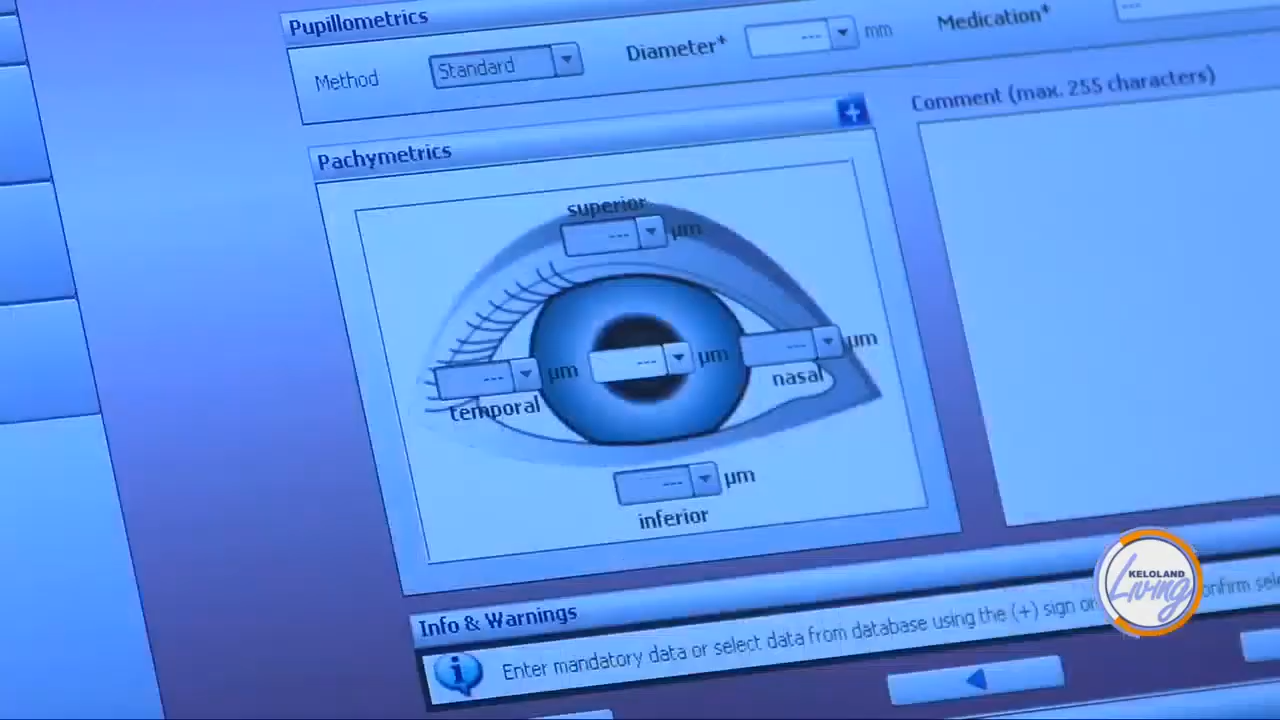 Pupillometrics
Method Standard Diameter* --- mm Medication* ---
Pachymetrics +
Comment (max. 255 characters)
superior
--- µm
--- µm --- µm --- µm
temporal nasal
--- µm
inferior
Info & Warnings
Enter mandatory data or select data from database using the (+) sign
KELOLAND
Living